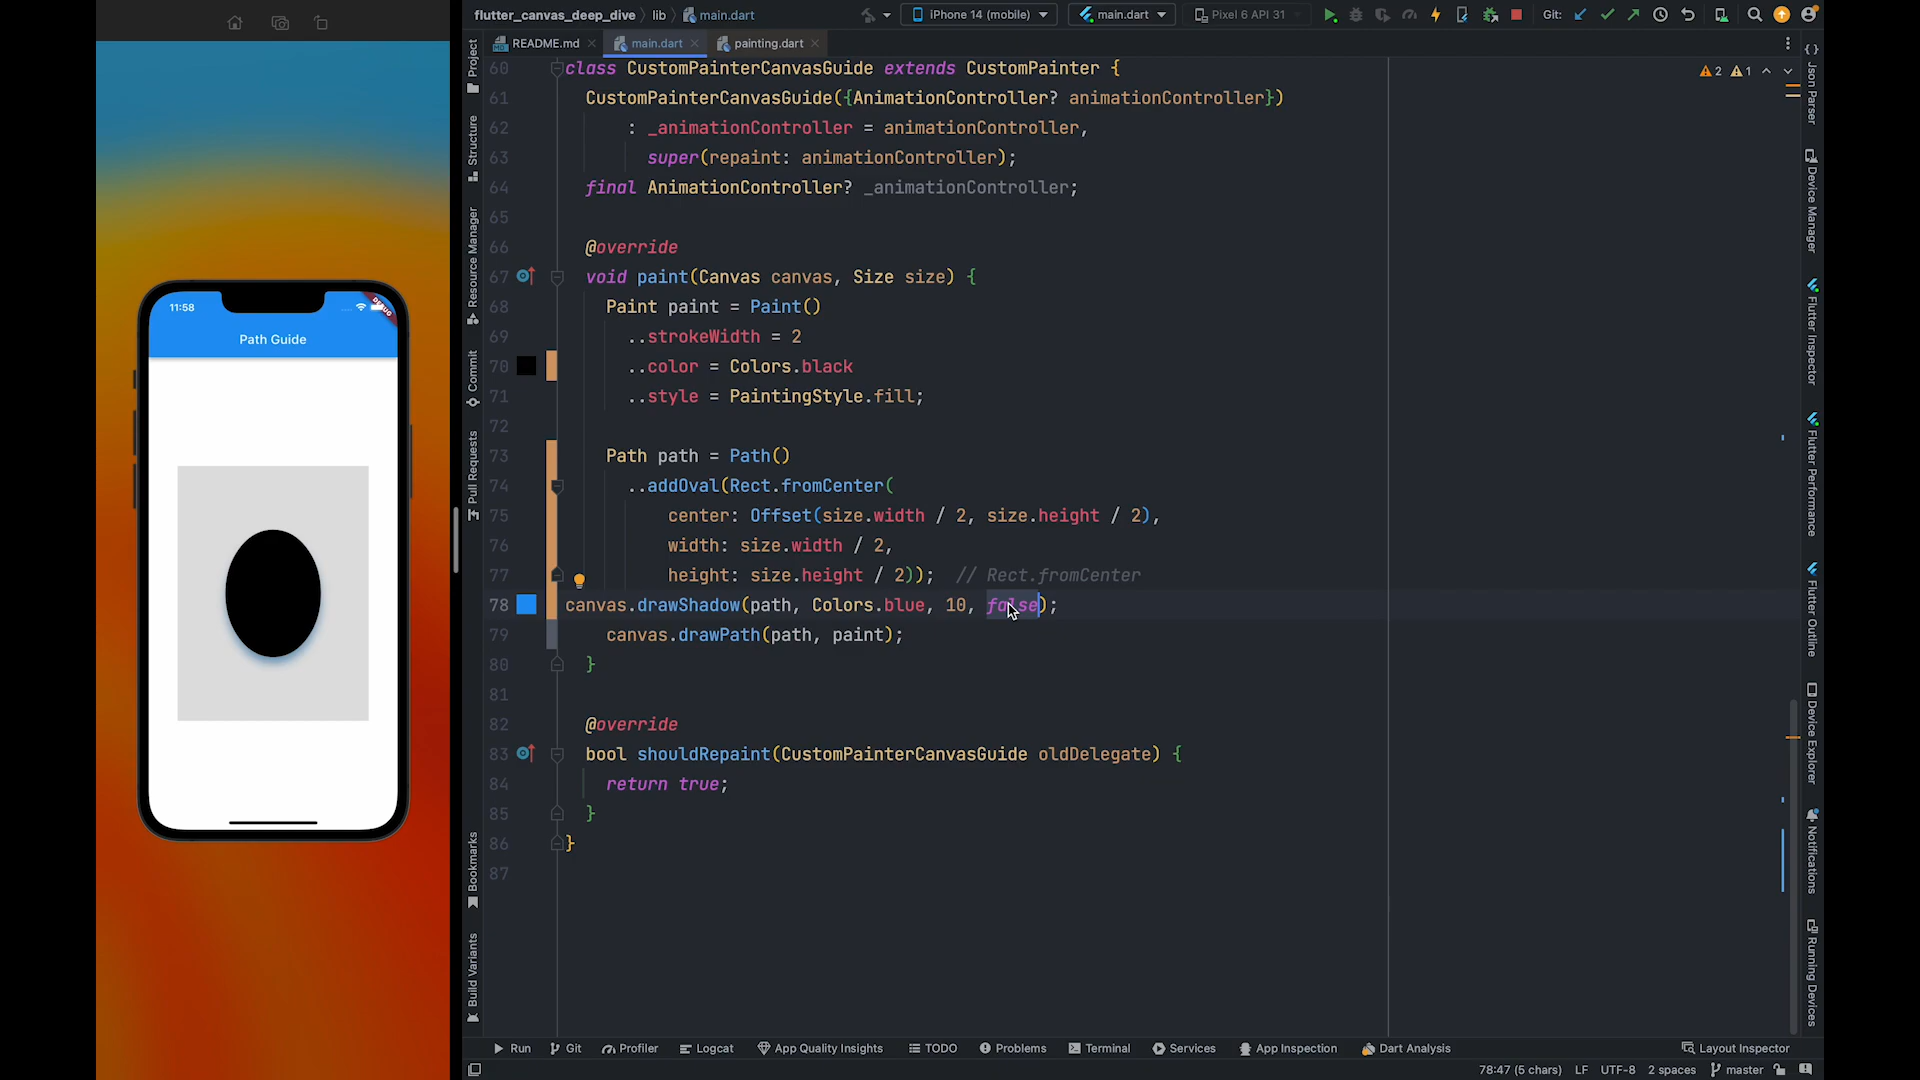 flutter_canvas_deep_dive lib main.dart
iPhone 14 (mobile)
main.dart
Pixel 6 API 31
Git:
README.md
main.dart
painting.dart
60 class CustomPainterCanvasGuide extends CustomPainter {
61 CustomPainterCanvasGuide({AnimationController? animationController})
62 : _animationController = animationController,
63 super(repaint: animationController);
64 final AnimationController? _animationController;
65
66 @override
67 void paint(Canvas canvas, Size size) {
68 Paint paint = Paint()
69 ..strokeWidth = 2
70 ..color = Colors.black
71 ..style = PaintingStyle.fill;
72
73 Path path = Path()
74 ..addOval(Rect.fromCenter(
75 center: Offset(size.width / 2, size.height / 2),
76 width: size.width / 2,
77 height: size.height / 2)); // Rect.fromCenter
78 canvas.drawShadow(path, Colors.blue, 10, false);
79 canvas.drawPath(path, paint);
80 }
81
82 @override
83 bool shouldRepaint(CustomPainterCanvasGuide oldDelegate) {
84 return true;
85 }
86 }
87
2 1
11:58
DEBUG
Path Guide
Project
Structure
Resource Manager
Commit
Pull Requests
Bookmarks
Build Variants
Json Parser
Device Manager
Flutter Inspector
Flutter Performance
Flutter Outline
Device Explorer
Notifications
Running Devices
Run
Git
Profiler
Logcat
App Quality Insights
TODO
Problems
Terminal
Services
App Inspection
Dart Analysis
Layout Inspector
78:47 (5 chars) LF UTF-8 2 spaces master